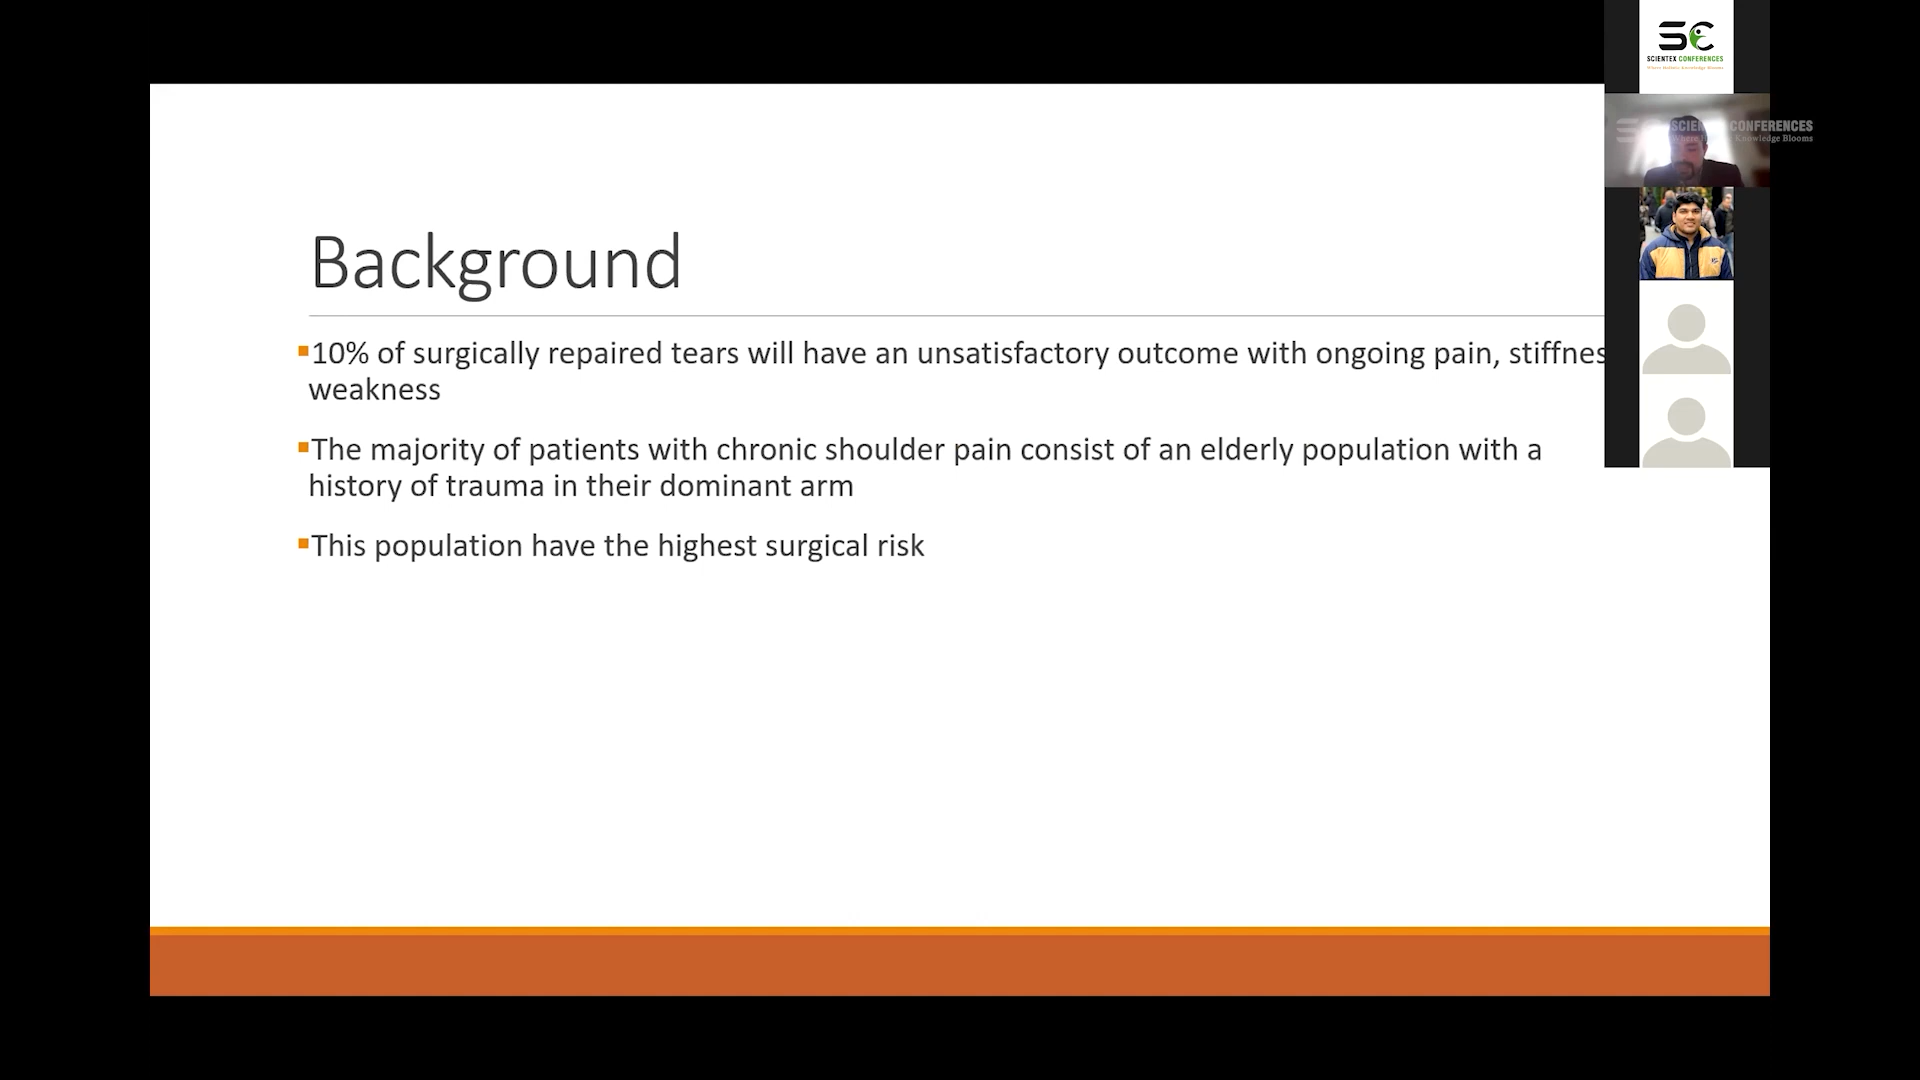 SCIENTEX CONFERENCES
CONFERENCES
Knowledge Blooms
Background
10% of surgically repaired tears will have an unsatisfactory outcome with ongoing pain,
weakness
The majority of patients with chronic shoulder pain consist of an elderly population with a
history of trauma in their dominant arm
This population have the highest surgical risk